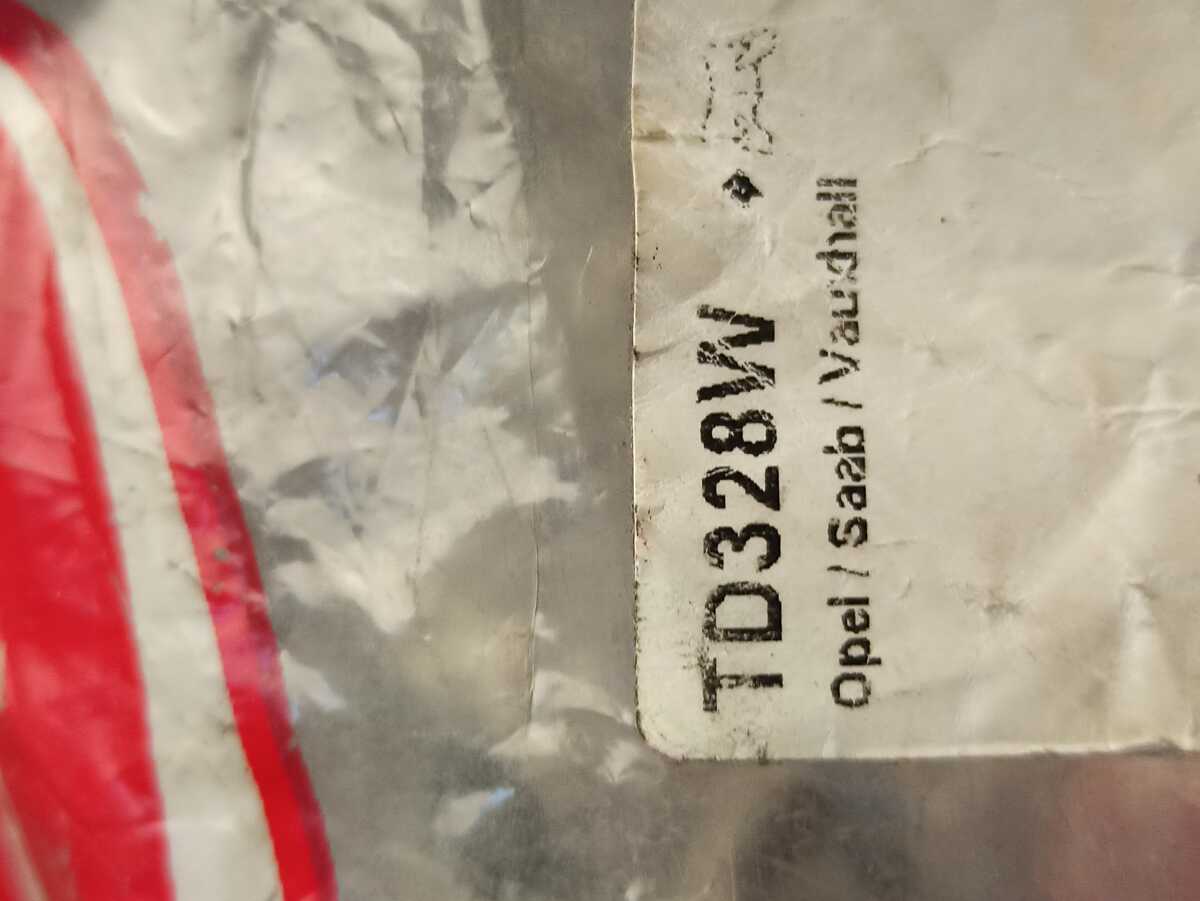 TD328W
Opel / Saab / Vauxhall